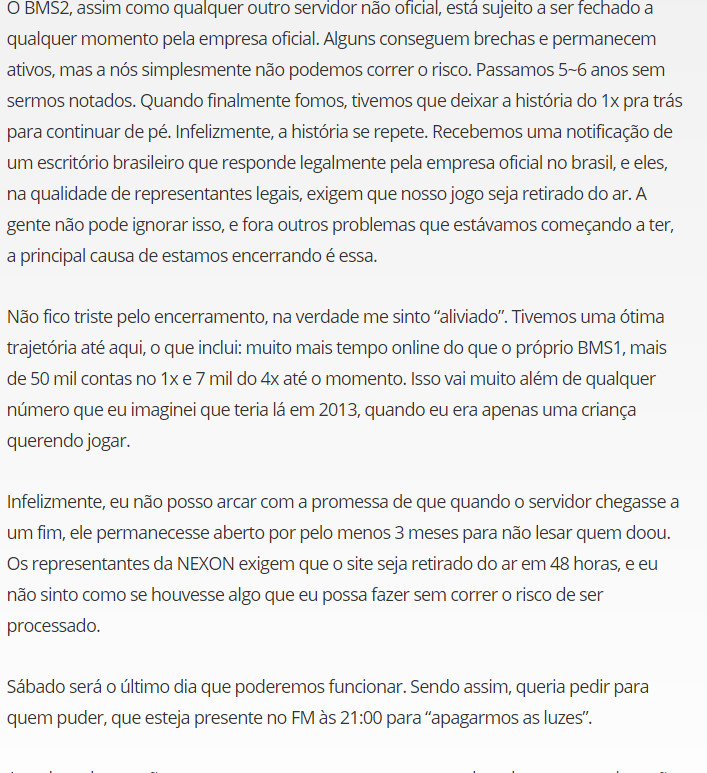 O BMS2, assim como qualquer outro servidor não oficial, está sujeito a ser fechado a
qualquer momento pela empresa oficial. Alguns conseguem brechas e permanecem
ativos, mas a nós simplesmente não podemos correr o risco. Passamos 5~6 anos sem
sermos notados. Quando finalmente fomos, tivemos que deixar a história do 1x pra trás
para continuar de pé. Infelizmente, a história se repete. Recebemos uma notificação de
um escritório brasileiro que responde legalmente pela empresa oficial no brasil, e eles,
na qualidade de representantes legais, exigem que nosso jogo seja retirado do ar. A
gente não pode ignorar isso, e fora outros problemas que estávamos começando a ter,
a principal causa de estamos encerrando é essa.
Não fico triste pelo encerramento, na verdade me sinto “aliviado”. Tivemos uma ótima
trajetória até aqui, o que inclui: muito mais tempo online do que o próprio BMS1, mais
de 50 mil contas no 1x e 7 mil do 4x até o momento. Isso vai muito além de qualquer
número que eu imaginei que teria lá em 2013, quando eu era apenas uma criança
querendo jogar.
Infelizmente, eu não posso arcar com a promessa de que quando o servidor chegasse a
um fim, ele permanecesse aberto por pelo menos 3 meses para não lesar quem doou.
Os representantes da NEXON exigem que o site seja retirado do ar em 48 horas, e eu
não sinto como se houvesse algo que eu possa fazer sem correr o risco de ser
processado.
Sábado será o último dia que poderemos funcionar. Sendo assim, queria pedir para
quem puder, que esteja presente no FM às 21:00 para “apagarmos as luzes”.